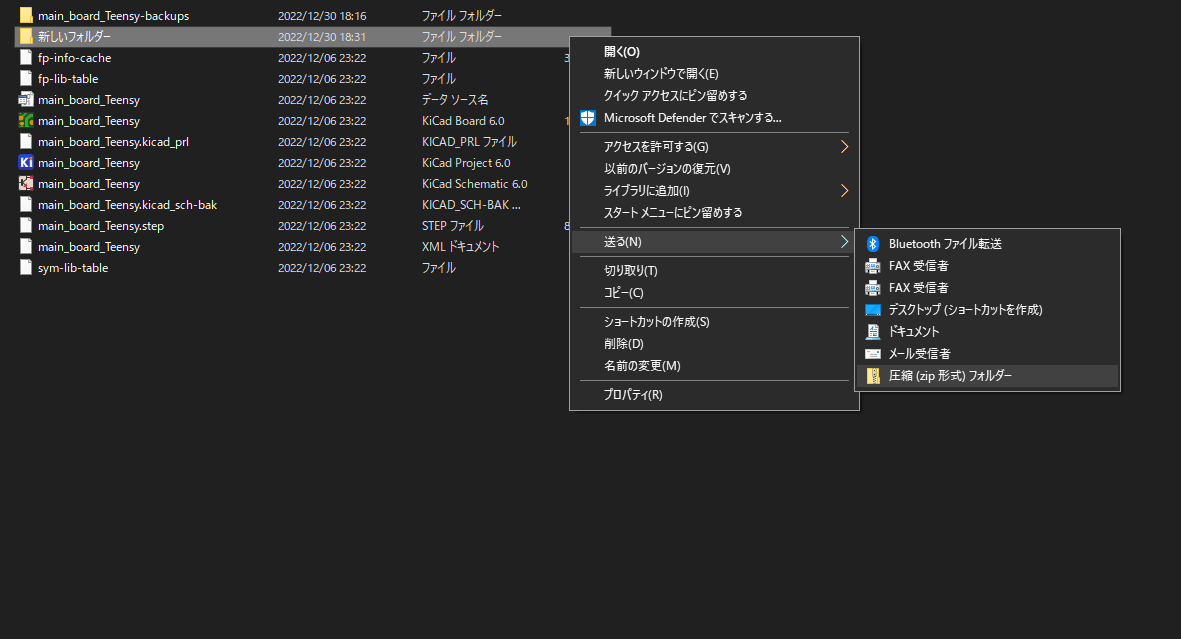 main_board_Teensy-backups 2022/12/30 18:16 ファイル フォルダー
新しいフォルダー 2022/12/30 18:31 ファイル フォルダー
fp-info-cache 2022/12/06 23:22 ファイル 3
fp-lib-table 2022/12/06 23:22 ファイル
main_board_Teensy 2022/12/06 23:22 データ ソース名
main_board_Teensy 2022/12/06 23:22 KiCad Board 6.0 1
main_board_Teensy.kicad_prl 2022/12/06 23:22 KICAD_PRL ファイル
Ki main_board_Teensy 2022/12/06 23:22 KiCad Project 6.0
main_board_Teensy 2022/12/06 23:22 KiCad Schematic 6.0
main_board_Teensy.kicad_sch-bak 2022/12/06 23:22 KICAD_SCH-BAK ...
main_board_Teensy.step 2022/12/06 23:22 STEP ファイル 8
main_board_Teensy 2022/12/06 23:22 XML ドキュメント
sym-lib-table 2022/12/06 23:22 ファイル
開く(O)
新しいウィンドウで開く(E)
クイック アクセスにピン留めする
Microsoft Defender でスキャンする...
アクセスを許可する(G)
以前のバージョンの復元(V)
ライブラリに追加(I)
スタート メニューにピン留めする
送る(N)
切り取り(T)
コピー(C)
ショートカットの作成(S)
削除(D)
名前の変更(M)
プロパティ(R)
Bluetooth ファイル転送
FAX 受信者
FAX 受信者
デスクトップ (ショートカットを作成)
ドキュメント
メール受信者
圧縮 (zip 形式) フォルダー